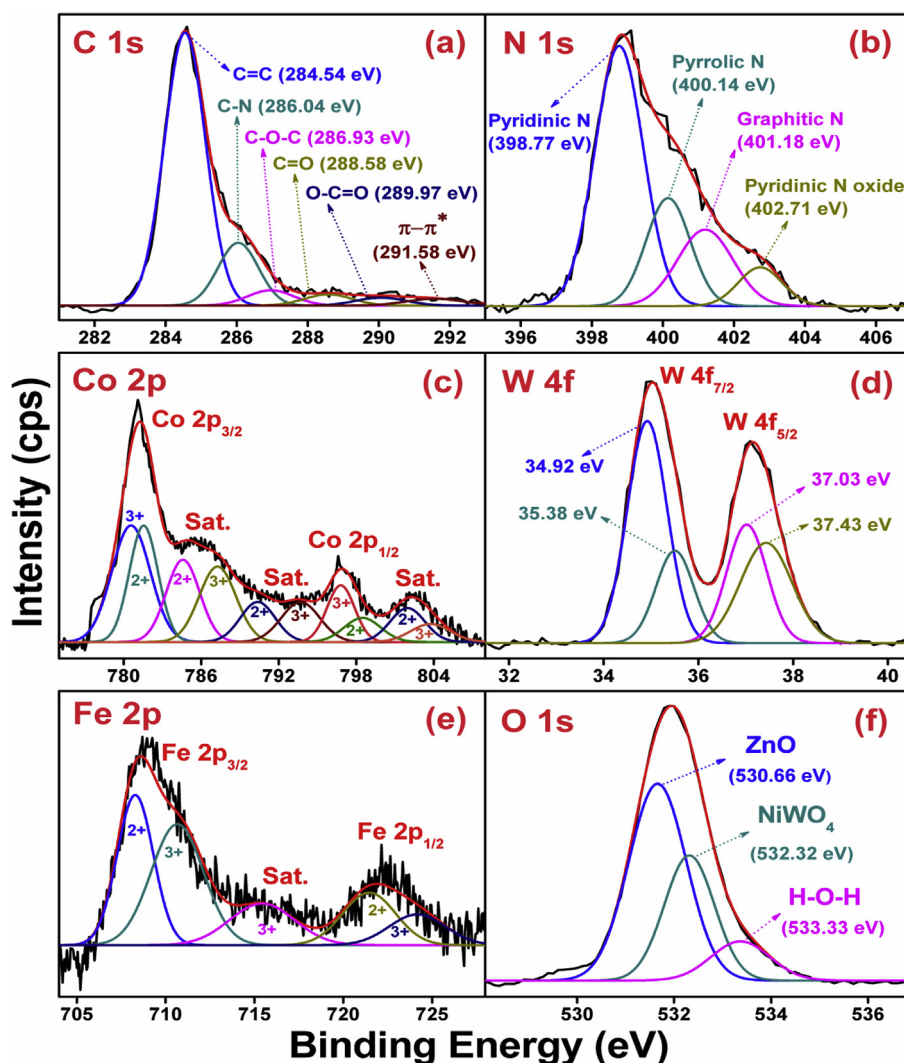 Intensity (cps)
C 1s
(a)
C=C (284.54 eV)
C-N (286.04 eV)
C-O-C (286.93 eV)
C=O (288.58 eV)
O-C=O (289.97 eV)
π–π*
(291.58 eV)
282 284 286 288 290 292
N 1s
(b)
Pyridinic N
(398.77 eV)
Pyrrolic N
(400.14 eV)
Graphitic N
(401.18 eV)
Pyridinic N oxide
(402.71 eV)
396 398 400 402 404 406
Co 2p
(c)
Co 2p3/2
Sat.
Co 2p1/2
Sat.
Sat.
3+
2+
2+
3+
2+
3+
3+
2+
2+
3+
780 786 792 798 804
W 4f
(d)
W 4f7/2
W 4f5/2
34.92 eV
35.38 eV
37.03 eV
37.43 eV
32 34 36 38 40
Fe 2p
(e)
Fe 2p3/2
Sat.
Fe 2p1/2
2+
3+
3+
2+
3+
705 710 715 720 725
O 1s
(f)
ZnO
(530.66 eV)
NiWO4
(532.32 eV)
H-O-H
(533.33 eV)
530 532 534 536
Binding Energy (eV)